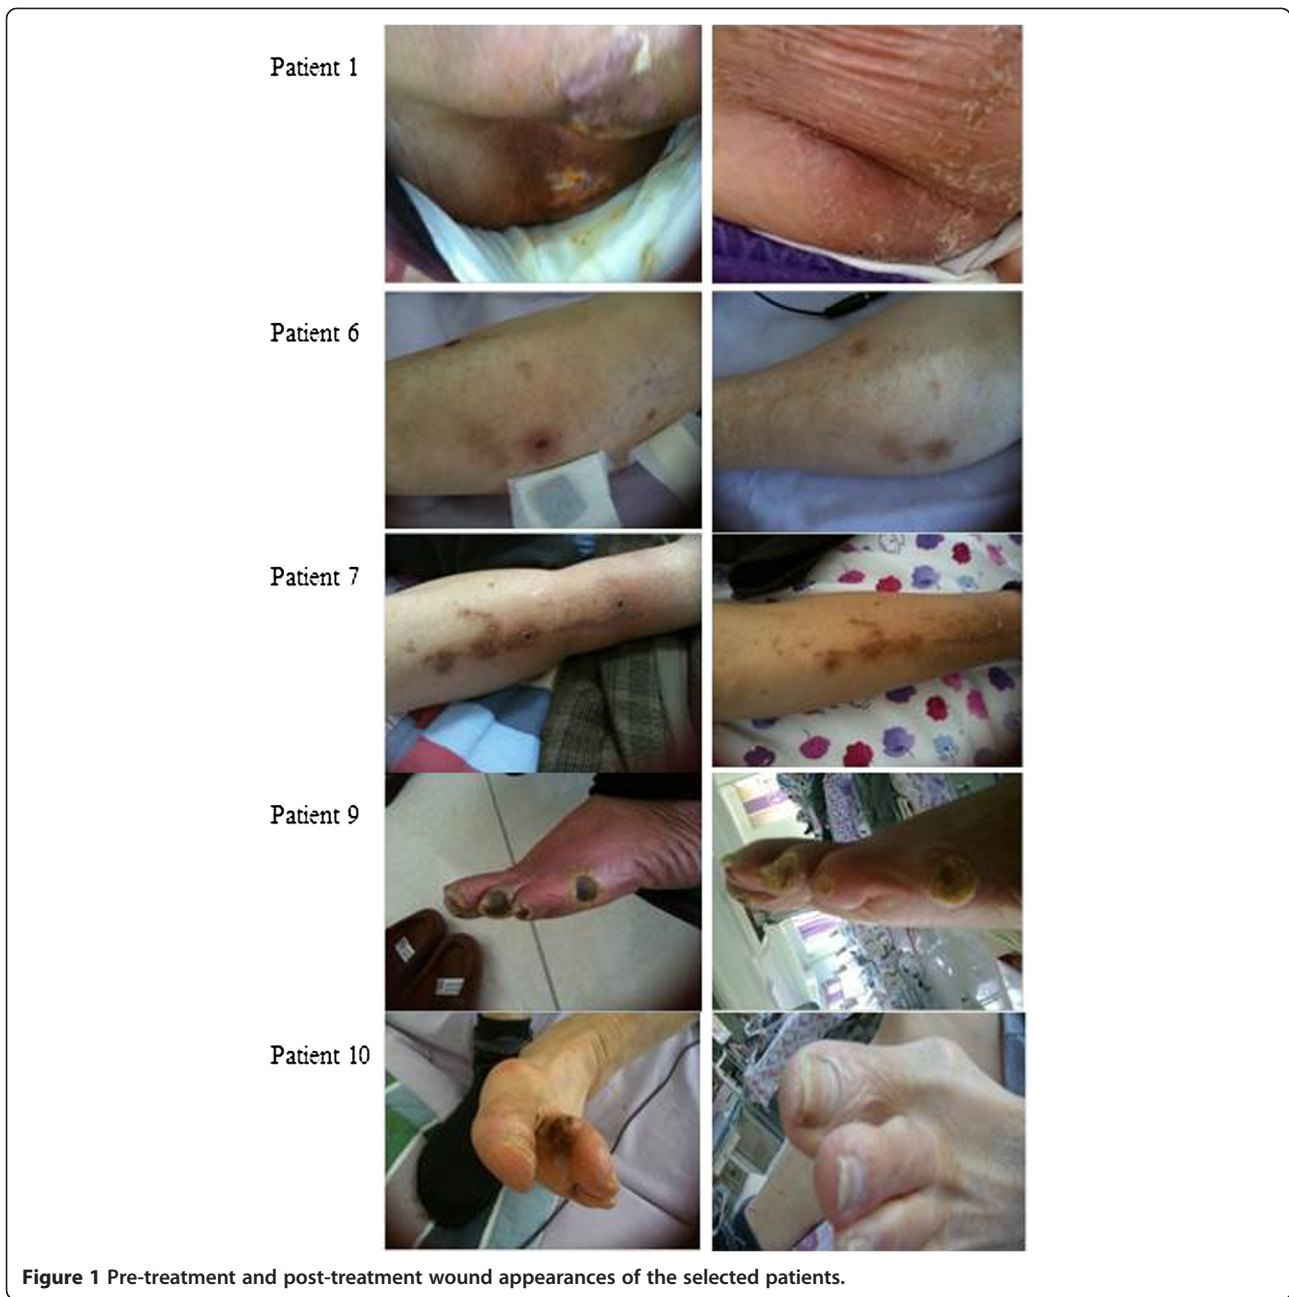 Patient 1
Patient 6
Patient 7
Patient 9
Patient 10
Figure 1 Pre-treatment and post-treatment wound appearances of the selected patients.